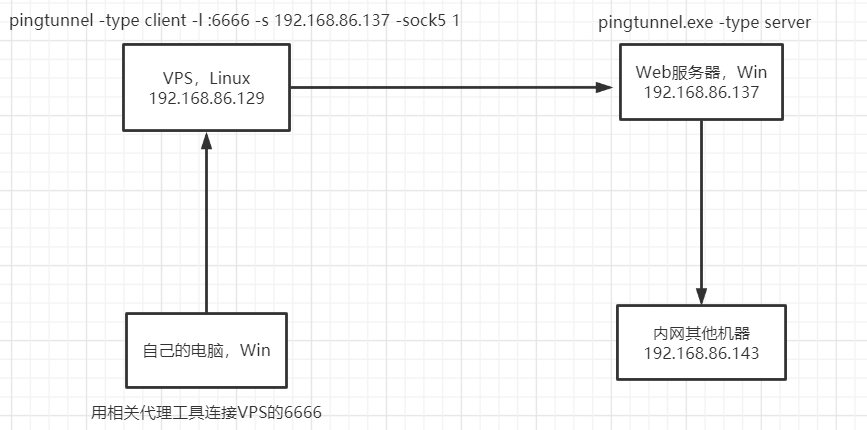 pingtunnel -type client -l :6666 -s 192.168.86.137 -sock5 1
pingtunnel.exe -type server
VPS，Linux
192.168.86.129
Web服务器，Win
192.168.86.137
自己的电脑，Win
内网其他机器
192.168.86.143
用相关代理工具连接VPS的6666